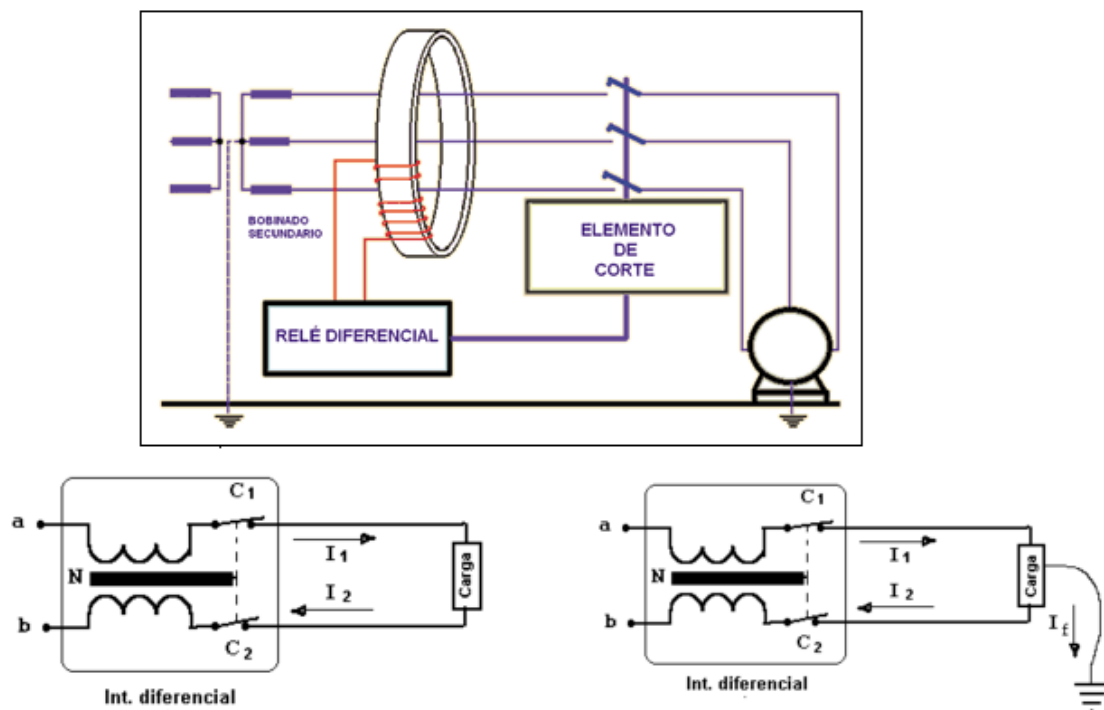 BOBINADO
SECUNDARIO
ELEMENTO
DE
CORTE
RELÉ DIFERENCIAL
C1
a
I1
N
Carga
I2
b
C2
Int. diferencial
C1
a
I1
N
Carga
I2
If
b
C2
Int. diferencial